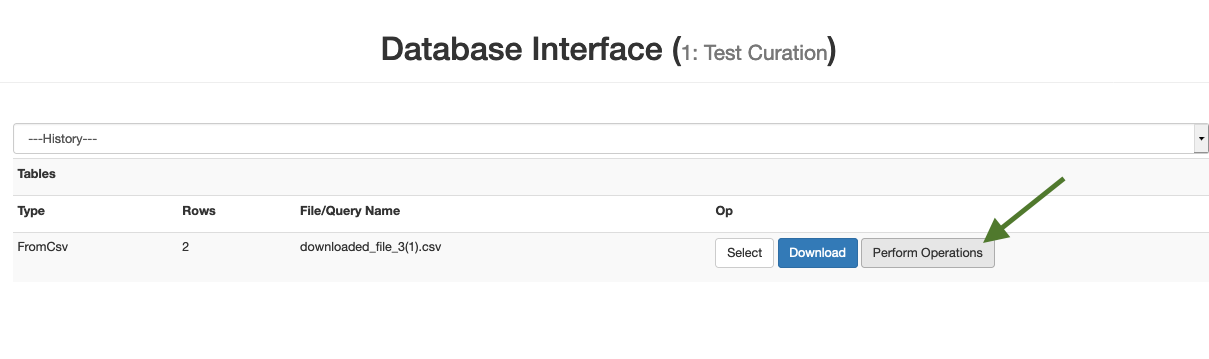 Database Interface (1: Test Curation)
---History---
Tables
Type Rows File/Query Name Op
FromCsv 2 downloaded_file_3(1).csv Select Download Perform Operations